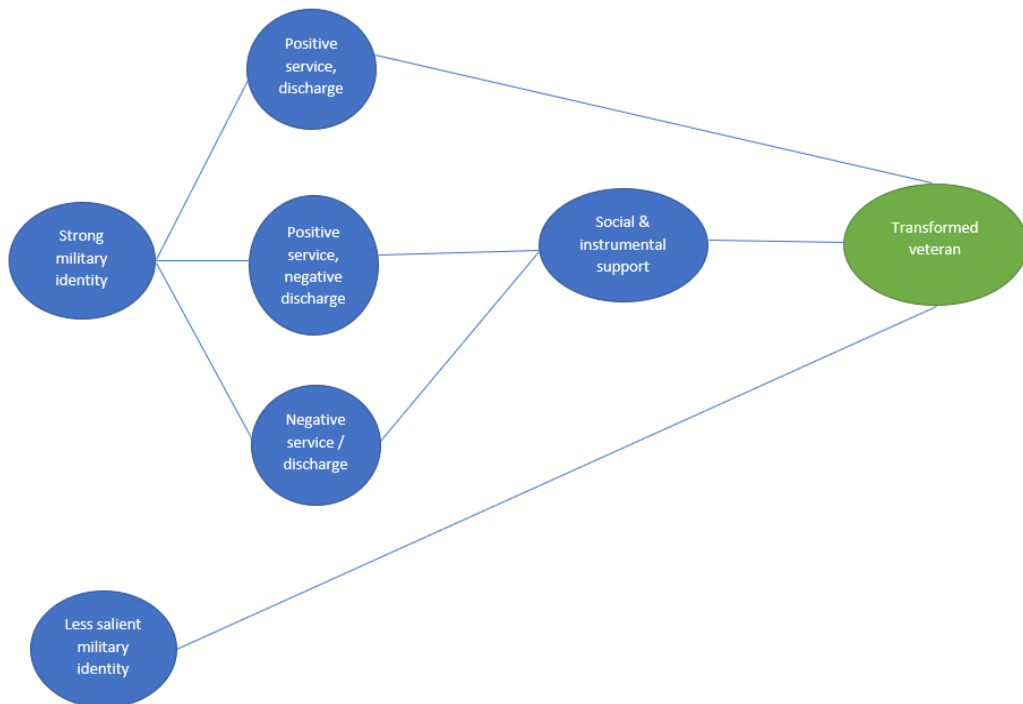 Positive
service,
discharge
Strong
military
identity
Positive
service,
negative
discharge
Social &
instrumental
support
Transformed
veteran
Negative
service /
discharge
Less salient
military
identity